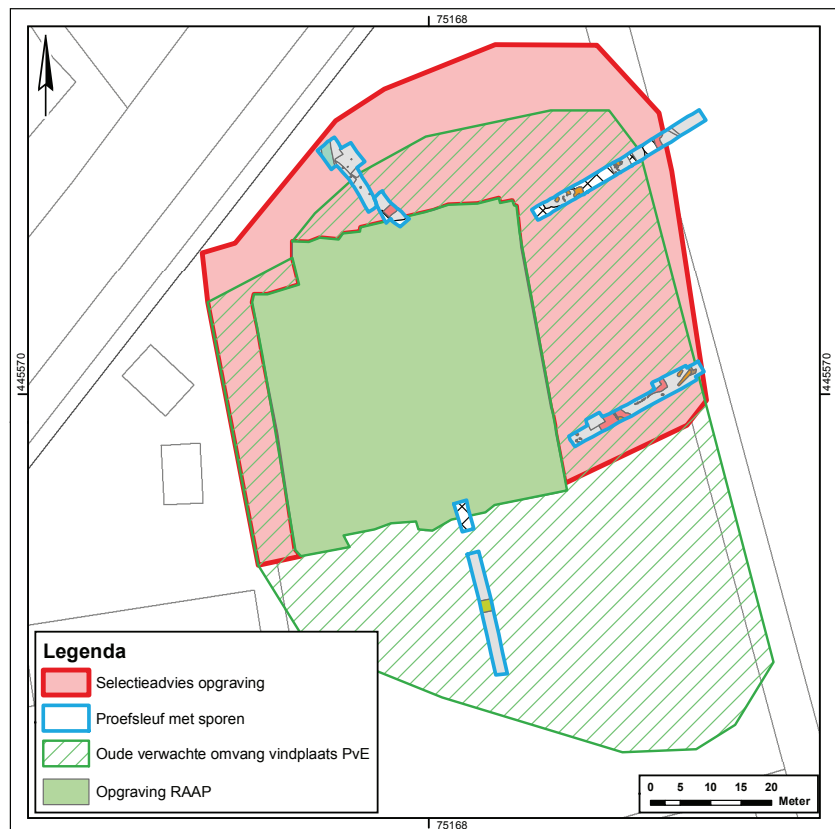 75168
445570
445570
Legenda
Selectieadvies opgraving
Proefsleuf met sporen
Oude verwachte omvang vindplaats PvE
Opgraving RAAP
0 5 10 15 20
Meter
75168